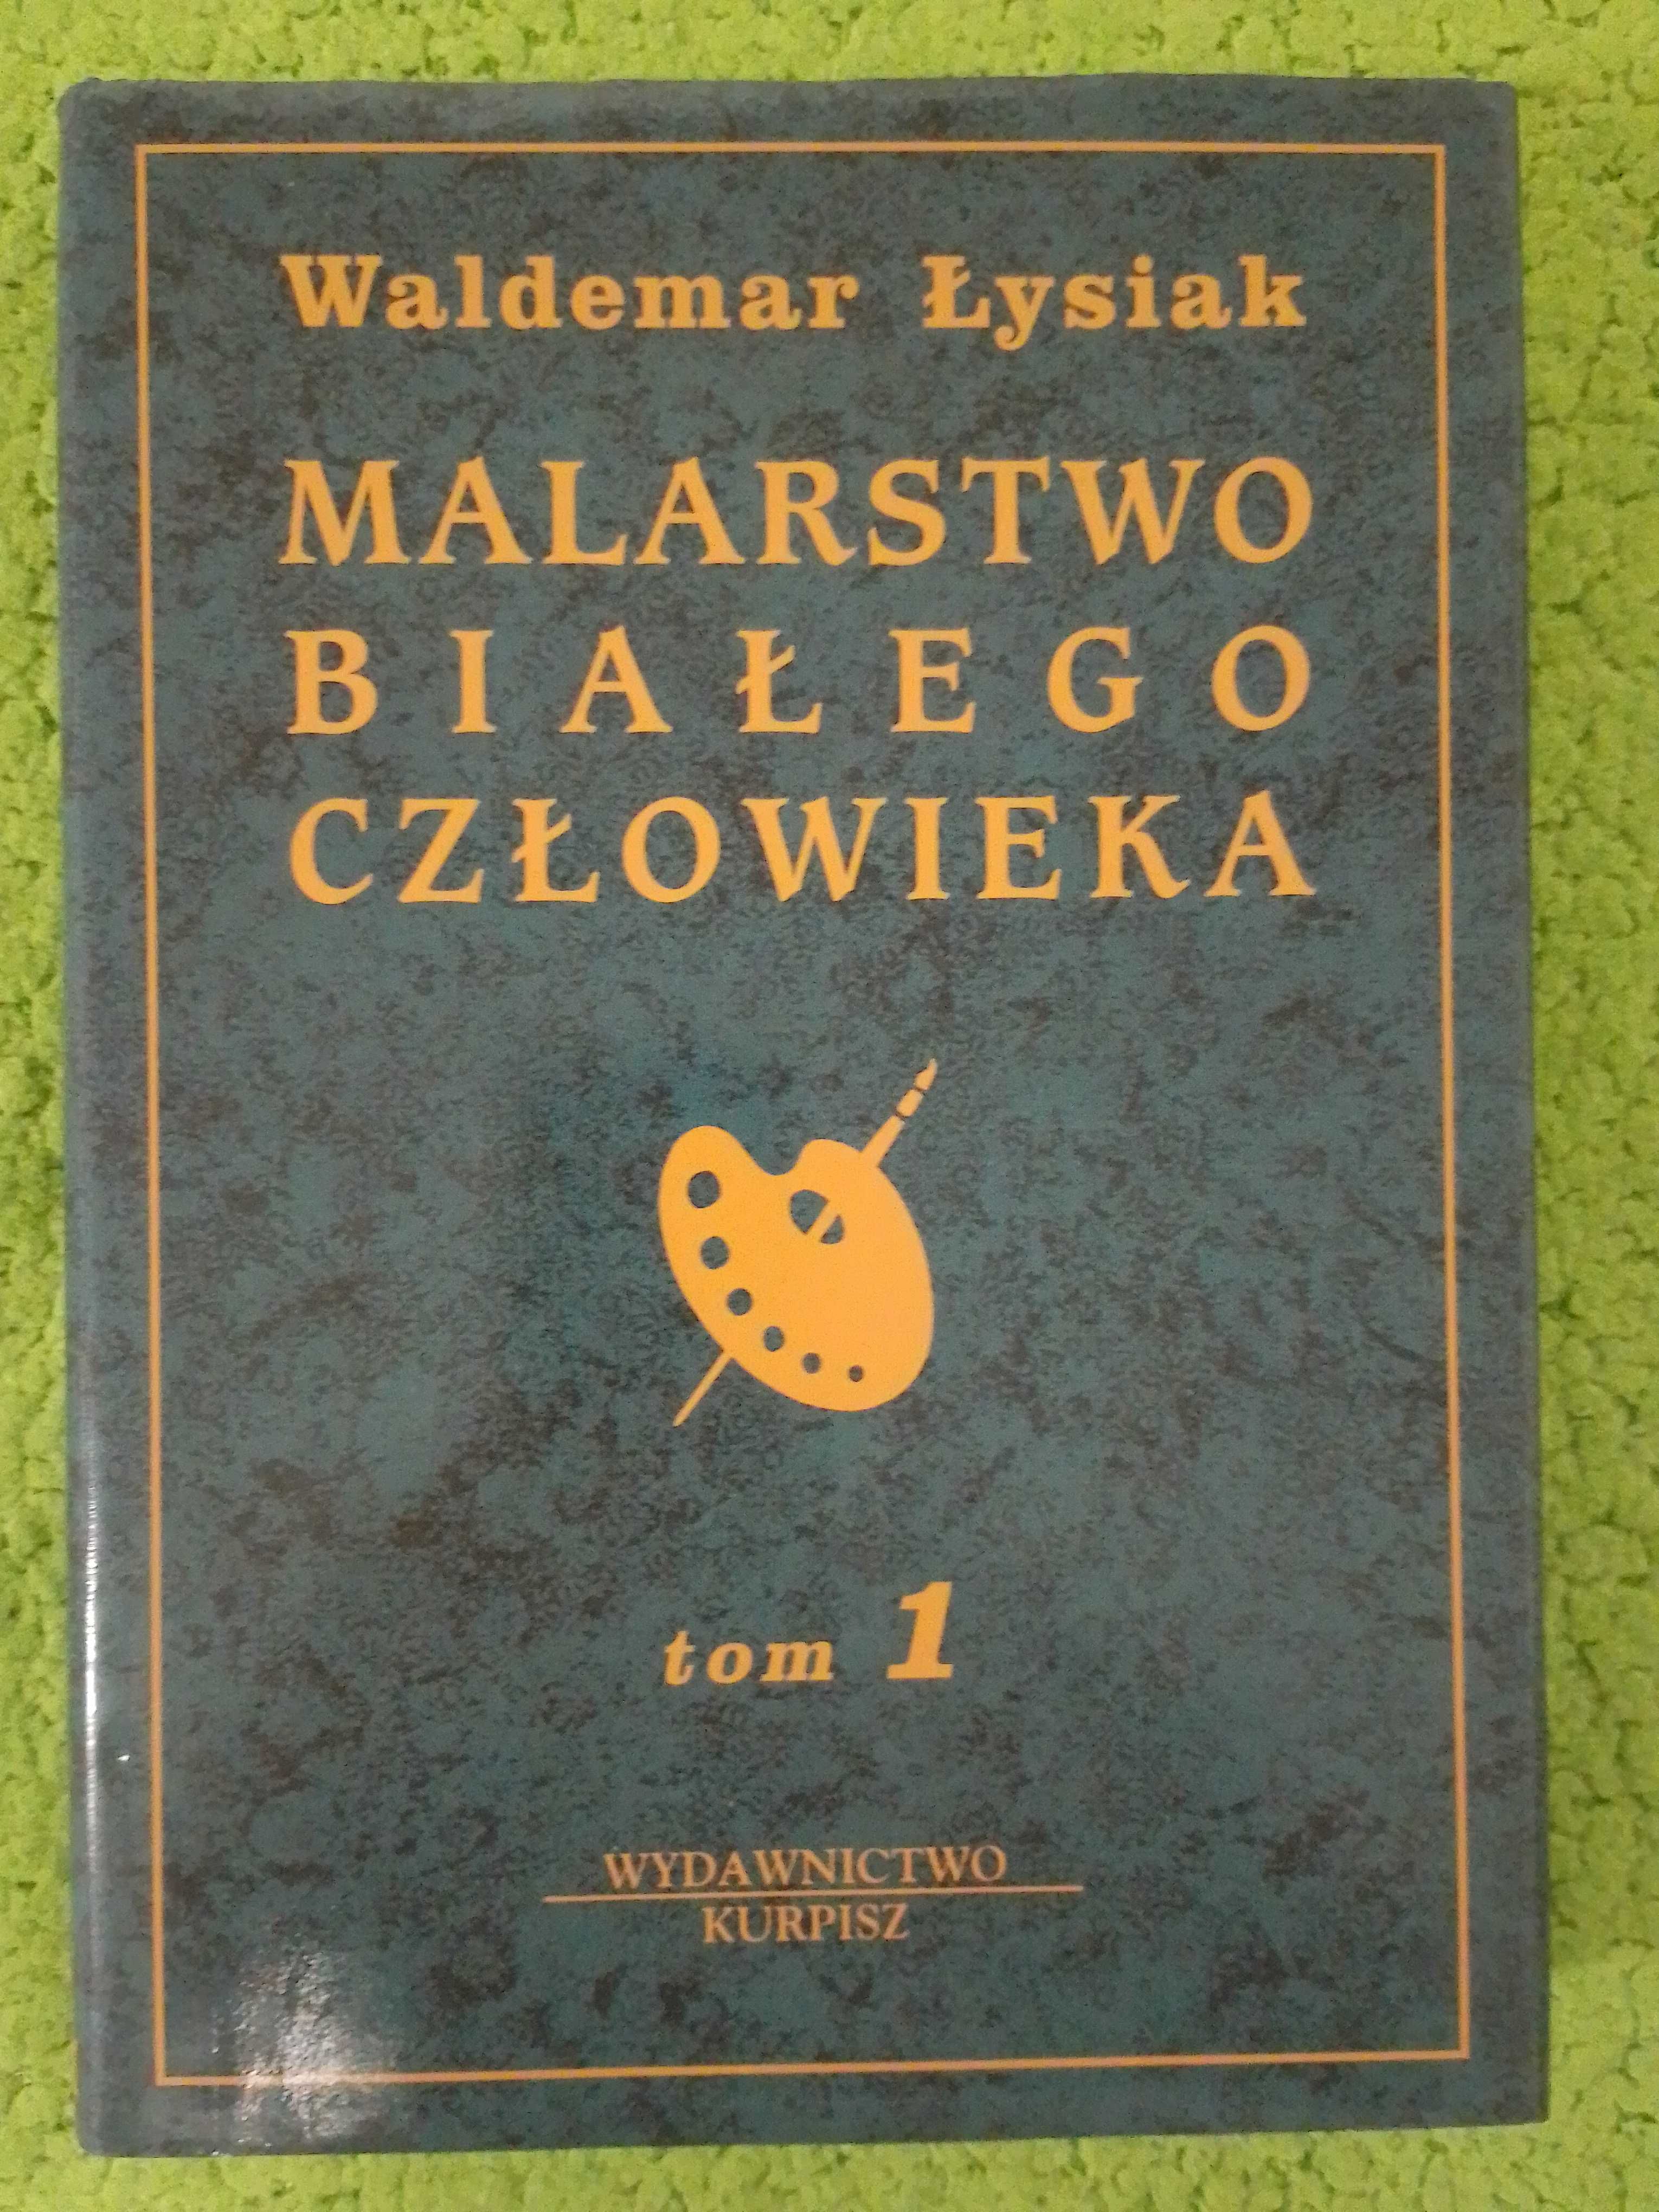 Waldemar Łysiak
MALARSTWO
BIAŁEGO
CZŁOWIEKA
tom 1
WYDAWNICTWO
KURPISZ